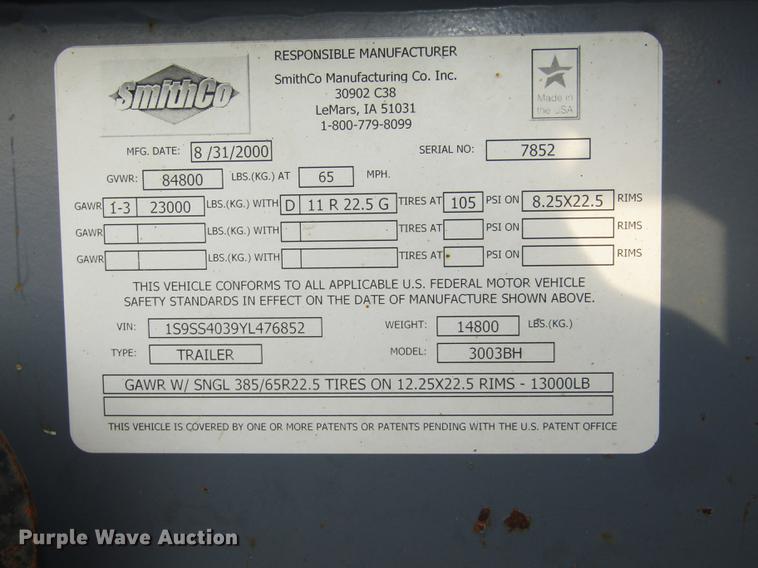 SmithCo
RESPONSIBLE MANUFACTURER
SmithCo Manufacturing Co. Inc.
30902 C38
LeMars, IA 51031
1-800-779-8099
Made in
the USA
MFG. DATE: 8 /31/2000 SERIAL NO: 7852
GVWR: 84800 LBS.(KG.) AT 65 MPH.
GAWR 1-3 23000 LBS.(KG.) WITH D 11 R 22.5 G TIRES AT 105 PSI ON 8.25X22.5 RIMS
GAWR LBS.(KG.) WITH TIRES AT PSI ON RIMS
GAWR LBS.(KG.) WITH TIRES AT PSI ON RIMS
THIS VEHICLE CONFORMS TO ALL APPLICABLE U.S. FEDERAL MOTOR VEHICLE
SAFETY STANDARDS IN EFFECT ON THE DATE OF MANUFACTURE SHOWN ABOVE.
VIN: 1S9SS4039YL476852 WEIGHT: 14800 LBS.(KG.)
TYPE: TRAILER MODEL: 3003BH
GAWR W/ SNGL 385/65R22.5 TIRES ON 12.25X22.5 RIMS - 13000LB
THIS VEHICLE IS COVERED BY ONE OR MORE PATENTS OR PATENTS PENDING WITH THE U.S. PATENT OFFICE
Purple Wave Auction